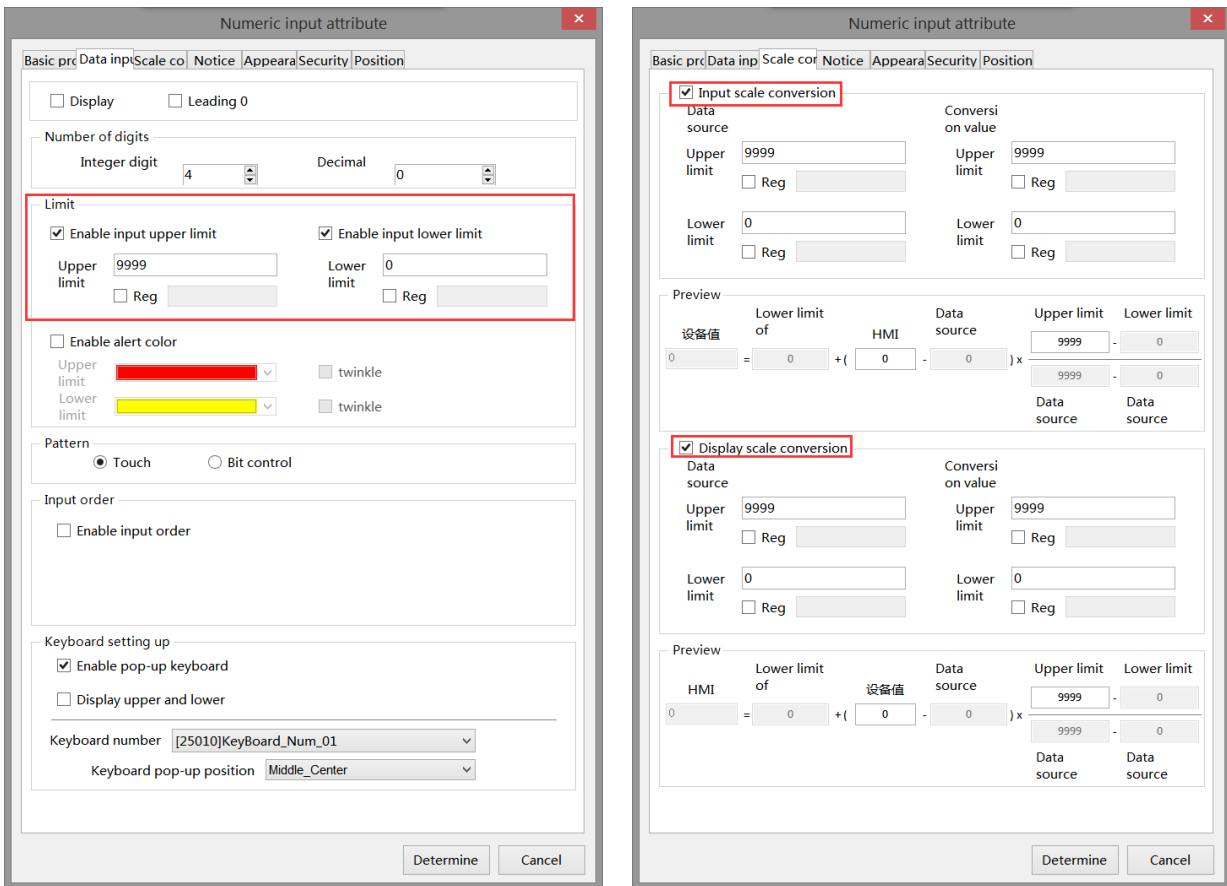 Numeric input attribute
Basic pro Data inpu Scale co Notice Appeara Security Position
Display Leading 0
Number of digits
Integer digit 4 Decimal 0
Limit
Enable input upper limit Enable input lower limit
Upper limit 9999 Lower limit 0
Reg Reg
Enable alert color
Upper limit twinkle
Lower limit twinkle
Pattern
Touch Bit control
Input order
Enable input order
Keyboard setting up
Enable pop-up keyboard
Display upper and lower
Keyboard number [25010]KeyBoard_Num_01
Keyboard pop-up position Middle_Center
Determine Cancel
Numeric input attribute
Basic pro Data inp Scale cor Notice Appeara Security Position
Input scale conversion
Data source Conversi on value
Upper limit 9999 Upper limit 9999
Reg Reg
Lower limit 0 Lower limit 0
Reg Reg
Preview
设备值 Lower limit of HMI Data source Upper limit Lower limit
0 = 0 +( 0 - 0 ) x 9999 - 0
9999 - 0
Data source Data source
Display scale conversion
Data source Conversi on value
Upper limit 9999 Upper limit 9999
Reg Reg
Lower limit 0 Lower limit 0
Reg Reg
Preview
HMI Lower limit of 设备值 Data source Upper limit Lower limit
0 = 0 +( 0 - 0 ) x 9999 - 0
9999 - 0
Data source Data source
Determine Cancel